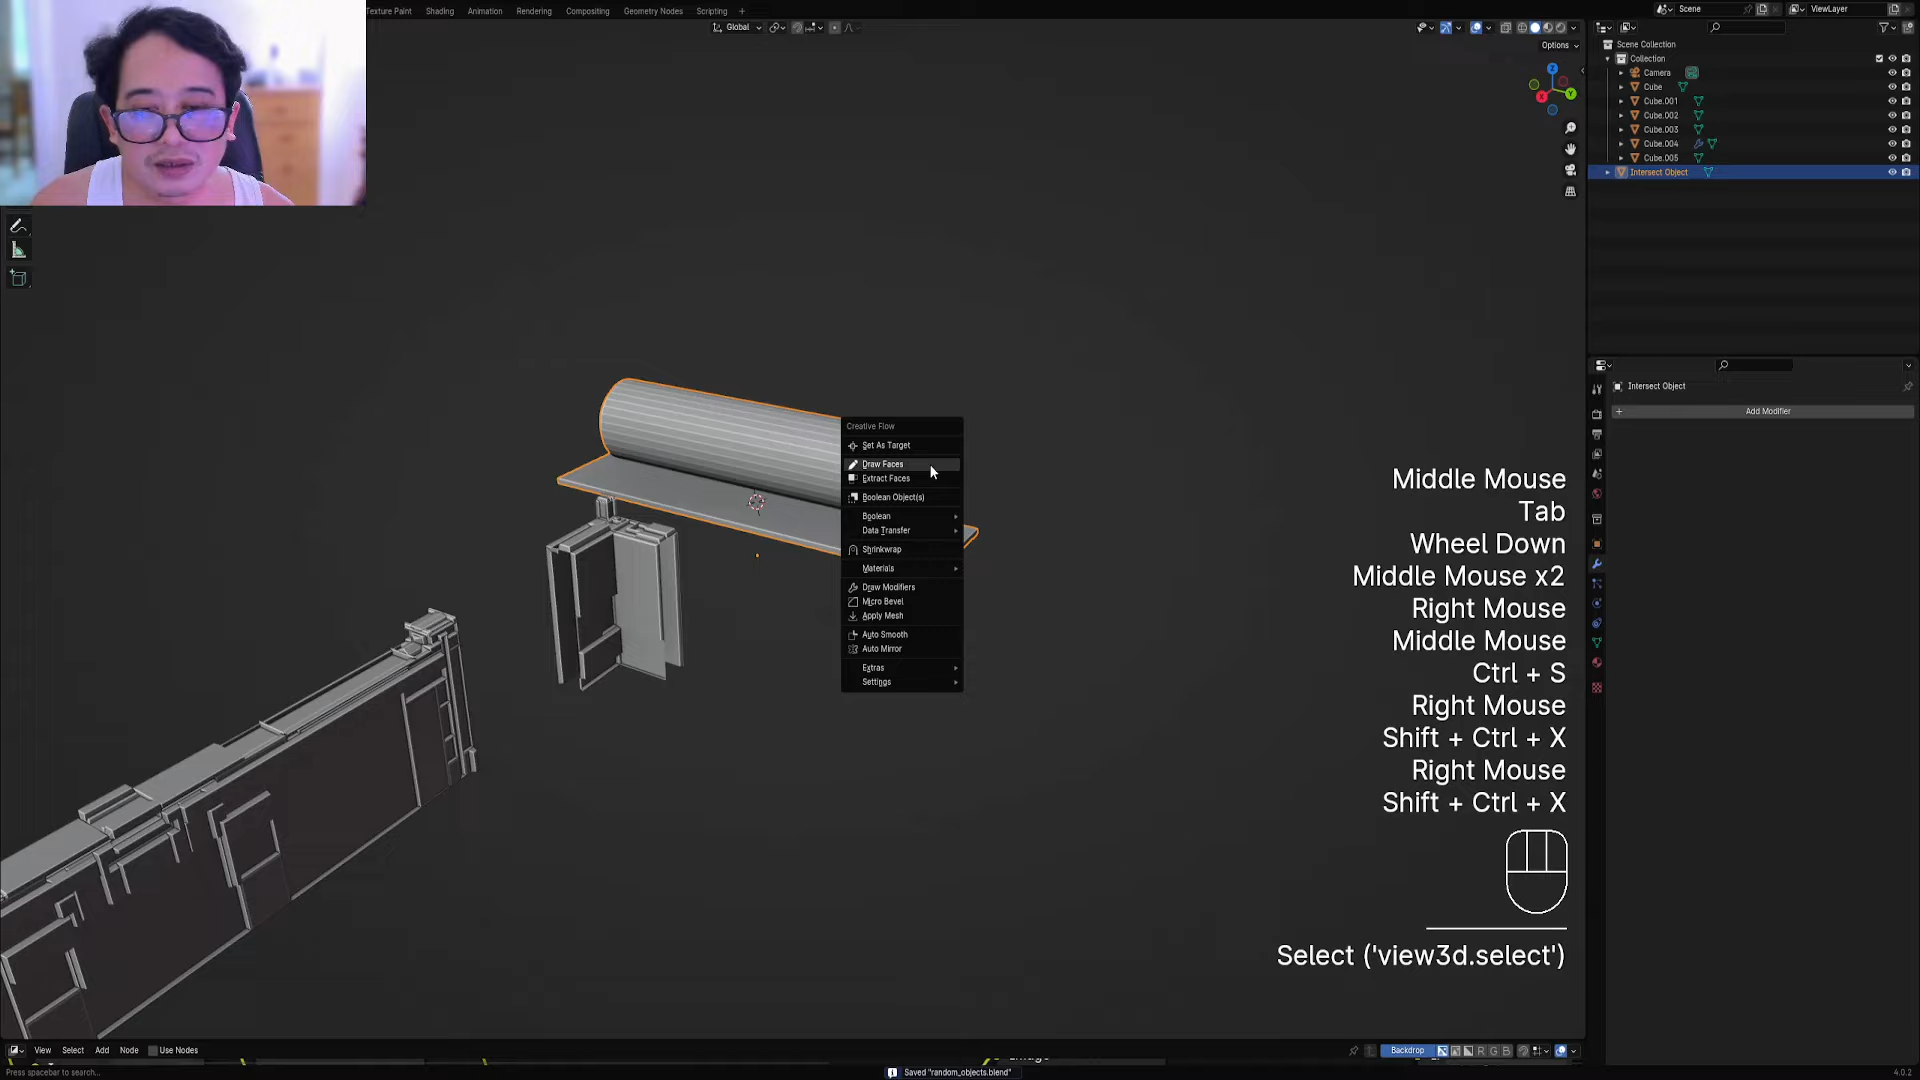 Texture Paint Shading Animation Rendering Compositing Geometry Nodes Scripting +
Scene
ViewLayer
Global
Options
Scene Collection
Collection
Camera
Cube
Cube.001
Cube.002
Cube.003
Cube.004
Cube.005
Intersect Object
Z
X
Y
Intersect Object
+ Add Modifier
Creative Flow
Set As Target
Draw Faces
Extract Faces
Boolean Object(s)
Boolean
Data Transfer
Shrinkwrap
Materials
Draw Modifiers
Micro Bevel
Apply Mesh
Auto Smooth
Auto Mirror
Extras
Settings
Middle Mouse
Tab
Wheel Down
Middle Mouse x2
Right Mouse
Middle Mouse
Ctrl + S
Right Mouse
Shift + Ctrl + X
Right Mouse
Shift + Ctrl + X
Select ('view3d.select')
View Select Add Node Use Nodes
Backdrop R G B
Press spacebar to search...
Saved "random_objects.blend"
4.0.2